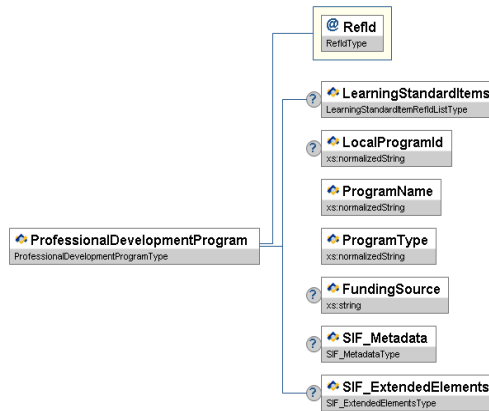 @ RefId
RefIdType
? LearningStandardItems
LearningStandardItemRefIdListType
? LocalProgramId
xs:normalizedString
ProgramName
xs:normalizedString
ProfessionalDevelopmentProgram
ProfessionalDevelopmentProgramType
ProgramType
xs:normalizedString
? FundingSource
xs:string
? SIF_Metadata
SIF_MetadataType
? SIF_ExtendedElements
SIF_ExtendedElementsType